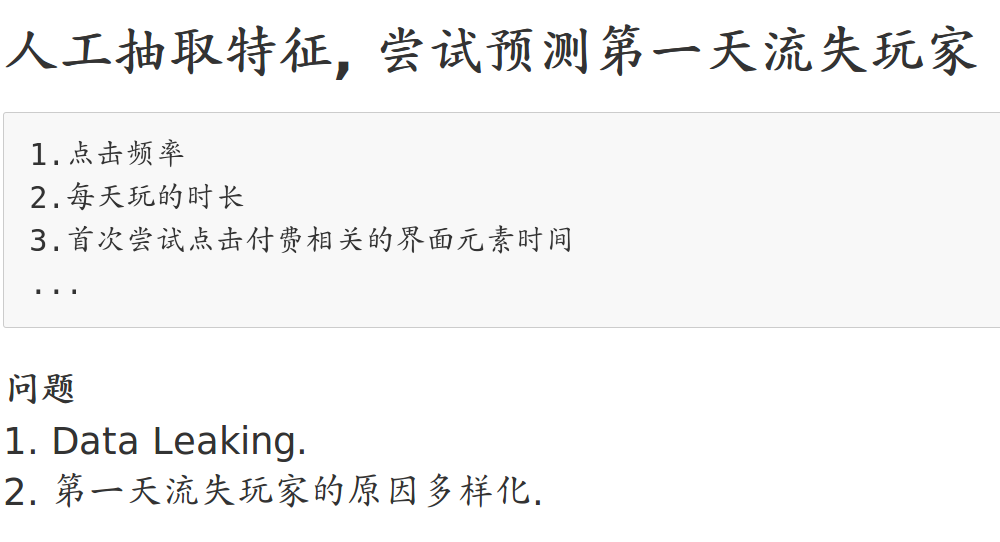 人工抽取特征, 尝试预测第一天流失玩家
1.点击频率
2.每天玩的时长
3.首次尝试点击付费相关的界面元素时间
...
问题
1. Data Leaking.
2. 第一天流失玩家的原因多样化.